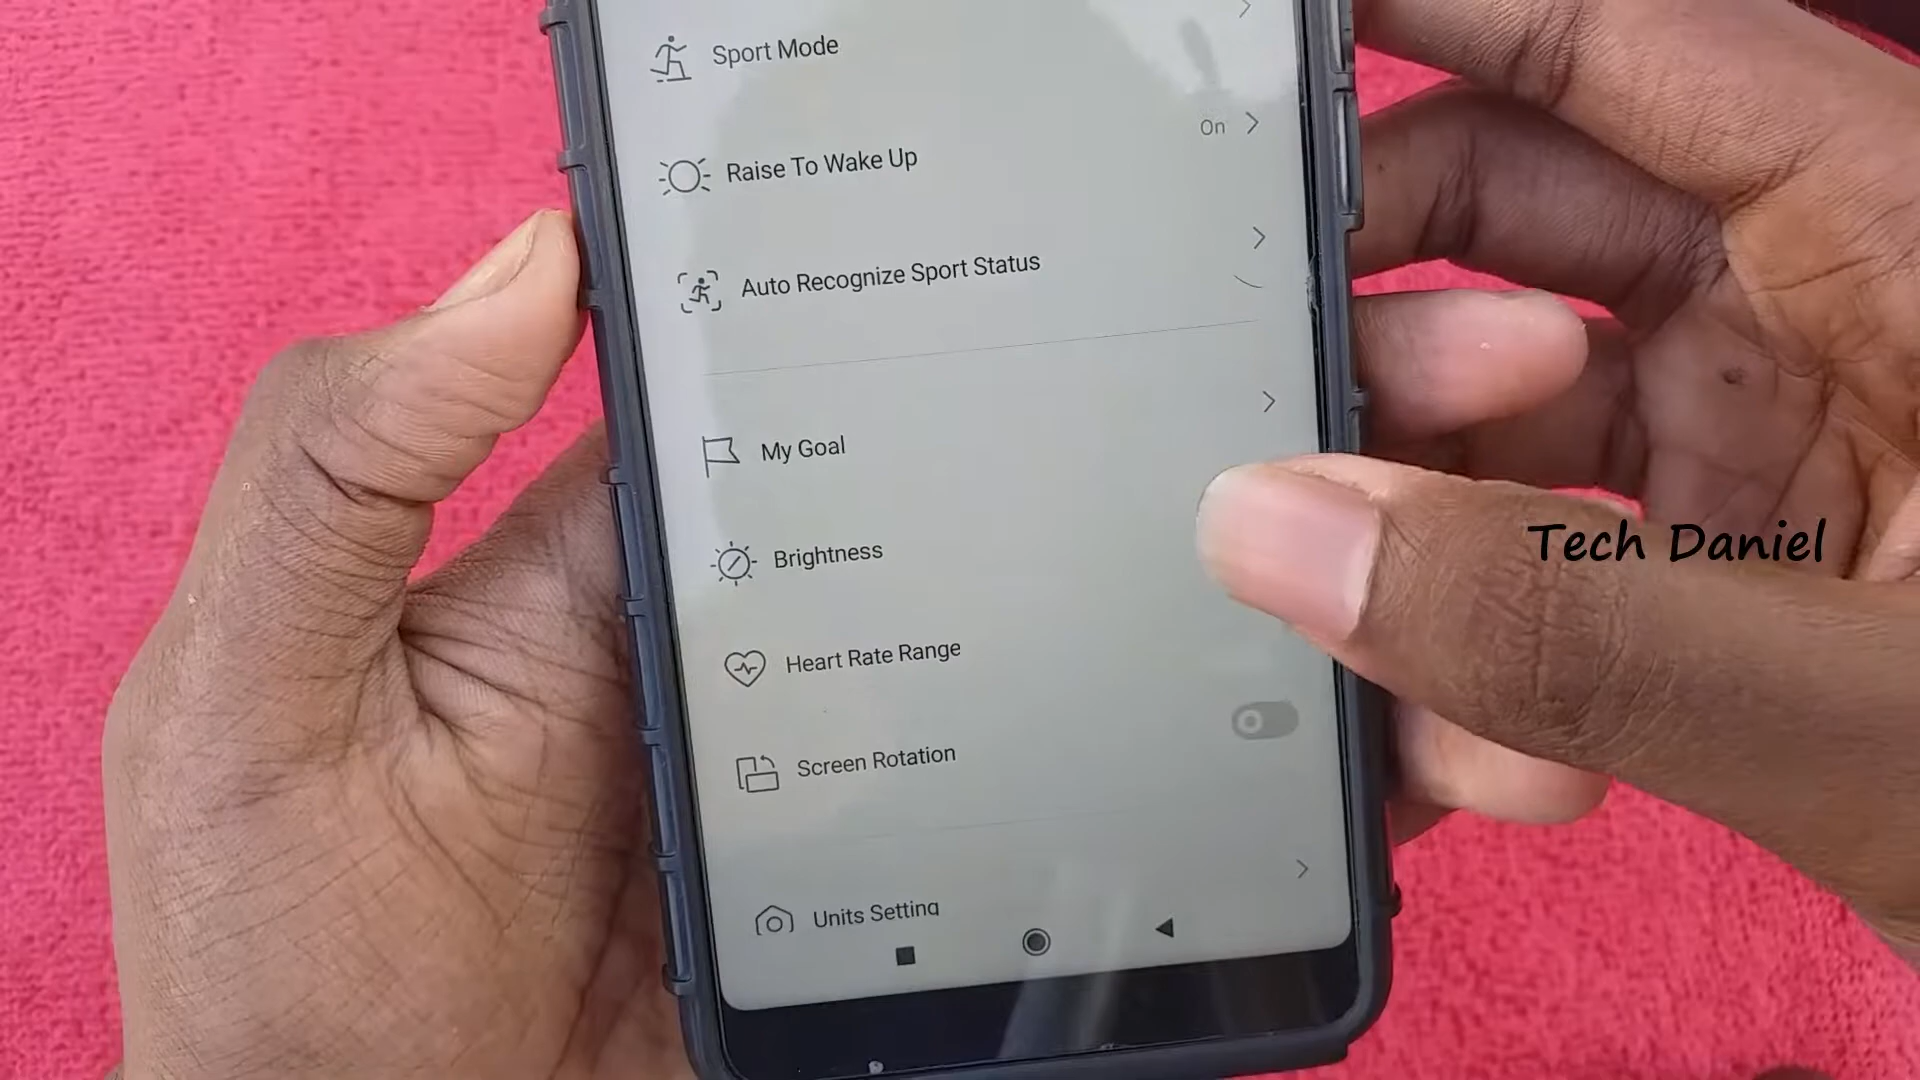 Sport Mode
Raise To Wake Up
On
Auto Recognize Sport Status
My Goal
Brightness
Tech Daniel
Heart Rate Range
Screen Rotation
Units Setting